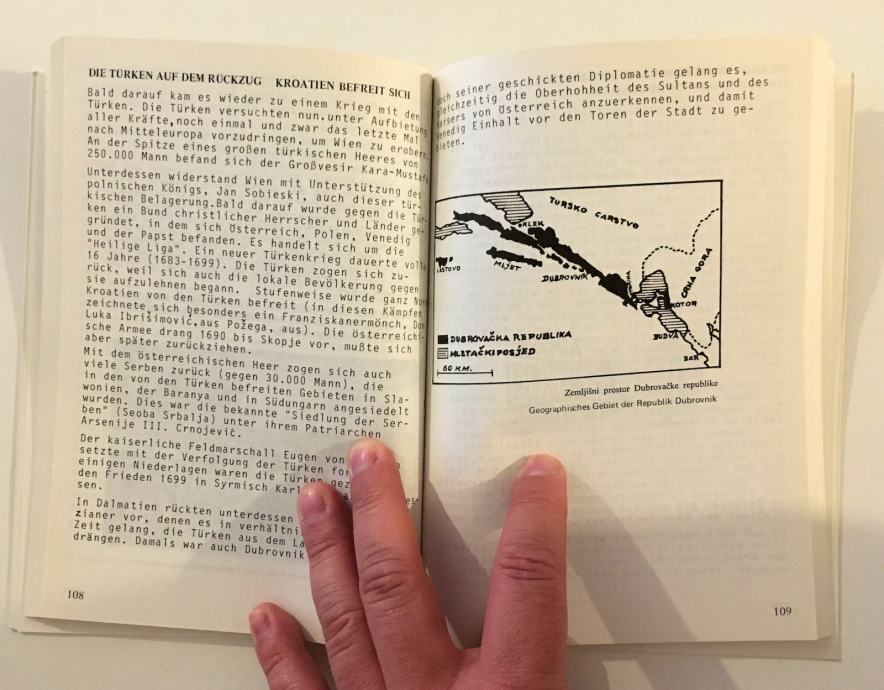 DIE TÜRKEN AUF DEM RÜCKZUG KROATIEN BEFREIT SICH
Bald darauf kam es wieder zu einem Krieg mit den
Türken. Die Türken versuchten nun,unter Aufbietung
aller Kräfte,noch einmal und zwar das letzte Mal
nach Mitteleuropa vorzudringen, um Wien zu erobern.
An der Spitze eines großen türkischen Heeres von
250.000 Mann befand sich der Großvesir Kara-Mustafa
Unterdessen widerstand Wien mit Unterstützung des
polnischen Königs, Jan Sobieski, auch dieser tür-
kischen Belagerung.Bald darauf wurde gegen die Tür-
ken ein Bund christlicher Herrscher und Länder ge-
gründet, in dem sich Österreich, Polen, Venedig
und der Papst befanden. Es handelt sich um die
"Heilige Liga". Ein neuer Türkenkrieg dauerte volle
16 Jahre (1683-1699). Die Türken zogen sich zu-
rück, weil sich auch die lokale Bevölkerung gegen
sie aufzulehnen begann. Stufenweise wurde ganz Nord
Kroatien von den Türken befreit (in diesen Kämpfen
zeichnete sich besonders ein Franziskanermönch, Don
Luka Ibrišimović,aus Požega, aus). Die österreichi-
sche Armee drang 1690 bis Skopje vor, mußte sich
aber später zurückziehen.
Mit dem österreichischen Heer zogen sich auch
viele Serben zurück (gegen 30.000 Mann), die
in den von den Türken befreiten Gebieten in Sla-
wonien, der Baranya und in Südungarn angesiedelt
wurden. Dies war die bekannte "Siedlung der Ser-
ben" (Seoba Srbalja) unter ihrem Patriarchen
Arsenije III. Crnojević.
Der kaiserliche Feldmarschall Eugen von
setzte mit der Verfolgung der Türken
einigen Niederlagen waren die Türken
den Frieden 1699 in Syrmisch
sen.
In Dalmatien rückten unterdessen
zianer vor, denen es in
Zeit gelang, die Türken aus dem
drängen. Damals war auch Dubrovnik
108
seiner geschickten Diplomatie gelang es,
gleichzeitig die Oberhohheit des Sultans und des
Kaisers von Österreich anzuerkennen, und damit
Venedig Einhalt vor den Toren der Stadt zu ge-
bieten.
TURSKO CARSTVO
OKLEK
LASTOVO
MLJET
DUBROVNIK
CRNA GORA
KOTOR
BUDVA
BAR
DUBROVAČKA REPUBLIKA
MLETAČKI POSJED
60 KM.
Zemljišni prostor Dubrovačke republike
Geographisches Gebiet der Republik Dubrovnik
109